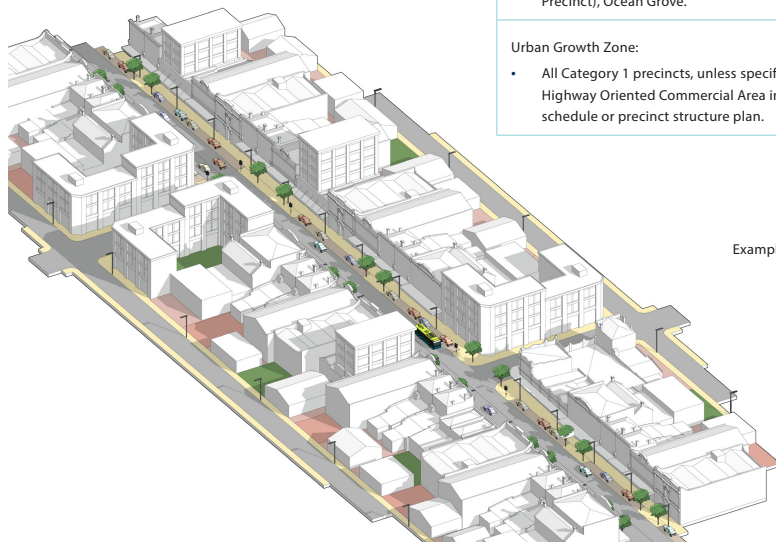 Precinct), Ocean Grove.
Urban Growth Zone:
• All Category 1 precincts, unless specif
Highway Oriented Commercial Area in
schedule or precinct structure plan.
Exampl